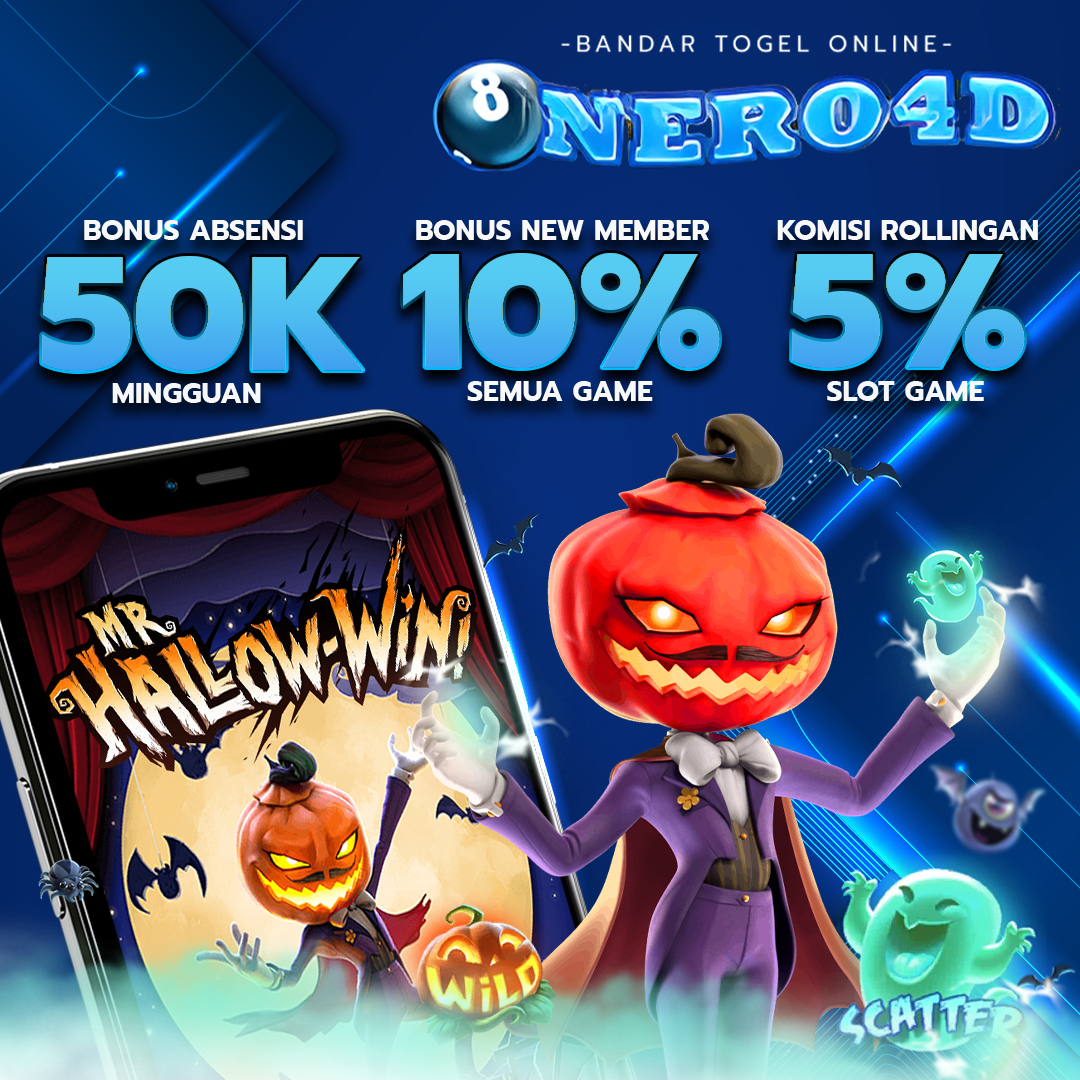 -BANDAR TOGEL ONLINE-
8 NERO4D
BONUS ABSENSI
50K
MINGGUAN
BONUS NEW MEMBER
10%
SEMUA GAME
KOMISI ROLLINGAN
5%
SLOT GAME
MR.
HALLOW-WIN!
WILD
SCATTER